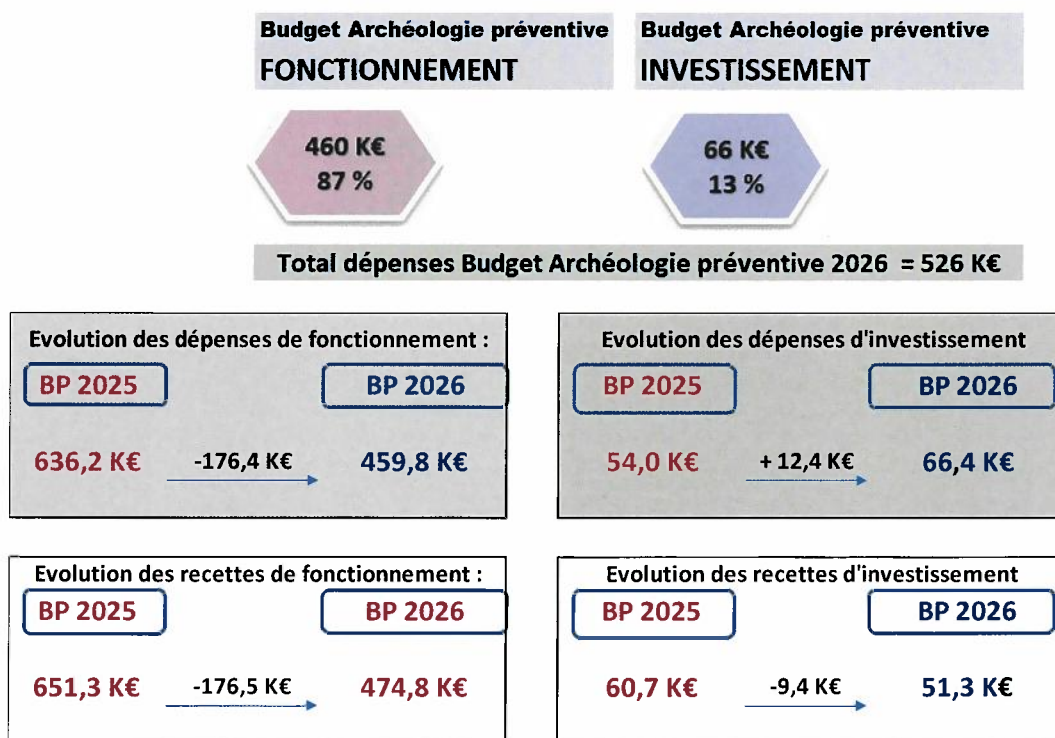 Budget Archéologie préventive
FONCTIONNEMENT
Budget Archéologie préventive
INVESTISSEMENT
460 K€
87 %
66 K€
13 %
Total dépenses Budget Archéologie préventive 2026 = 526 K€
Evolution des dépenses de fonctionnement :
BP 2025 BP 2026
636,2 K€ -176,4 K€ 459,8 K€
Evolution des dépenses d'investissement
BP 2025 BP 2026
54,0 K€ + 12,4 K€ 66,4 K€
Evolution des recettes de fonctionnement :
BP 2025 BP 2026
651,3 K€ -176,5 K€ 474,8 K€
Evolution des recettes d'investissement
BP 2025 BP 2026
60,7 K€ -9,4 K€ 51,3 K€